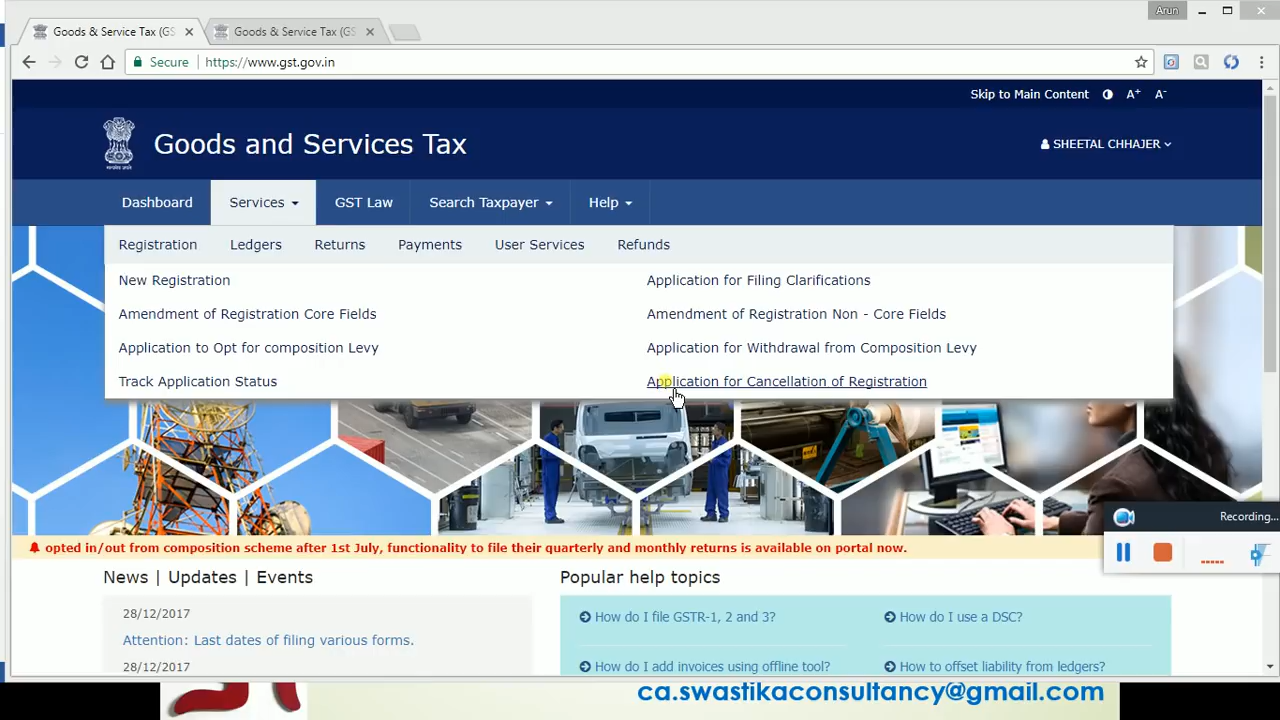 Arun
Goods & Service Tax (GS
Goods & Service Tax (GS
Secure https://www.gst.gov.in
Skip to Main Content A+ A-
Goods and Services Tax
SHEETAL CHHAJER
Dashboard Services GST Law Search Taxpayer Help
Registration Ledgers Returns Payments User Services Refunds
New Registration Application for Filing Clarifications
Amendment of Registration Core Fields Amendment of Registration Non - Core Fields
Application to Opt for composition Levy Application for Withdrawal from Composition Levy
Track Application Status Application for Cancellation of Registration
Recording...
opted in/out from composition scheme after 1st July, functionality to file their quarterly and monthly returns is available on portal now.
News | Updates | Events
28/12/2017
Attention: Last dates of filing various forms.
28/12/2017
Popular help topics
How do I file GSTR-1, 2 and 3? How do I use a DSC?
How do I add invoices using offline tool? How to offset liability from ledgers?
ca.swastikaconsultancy@gmail.com